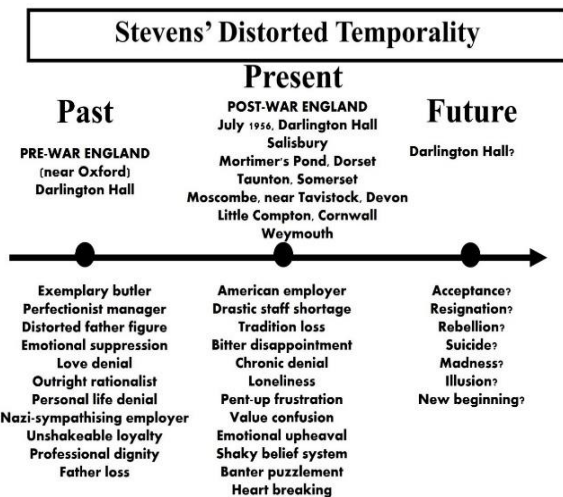 Stevens' Distorted Temporality
Past
PRE-WAR ENGLAND
(near Oxford)
Darlington Hall
Present
POST-WAR ENGLAND
July 1956, Darlington Hall
Salisbury
Mortimer's Pond, Dorset
Taunton, Somerset
Moscombe, near Tavistock, Devon
Little Compton, Cornwall
Weymouth
Future
Darlington Hall?
Exemplary butler
Perfectionist manager
Distorted father figure
Emotional suppression
Love denial
Outright rationalist
Personal life denial
Nazi-sympathising employer
Unshakeable loyalty
Professional dignity
Father loss
American employer
Drastic staff shortage
Tradition loss
Bitter disappointment
Chronic denial
Loneliness
Pent-up frustration
Value confusion
Emotional upheaval
Shaky belief system
Banter puzzlement
Heart breaking
Acceptance?
Resignation?
Rebellion?
Suicide?
Madness?
Illusion?
New beginning?